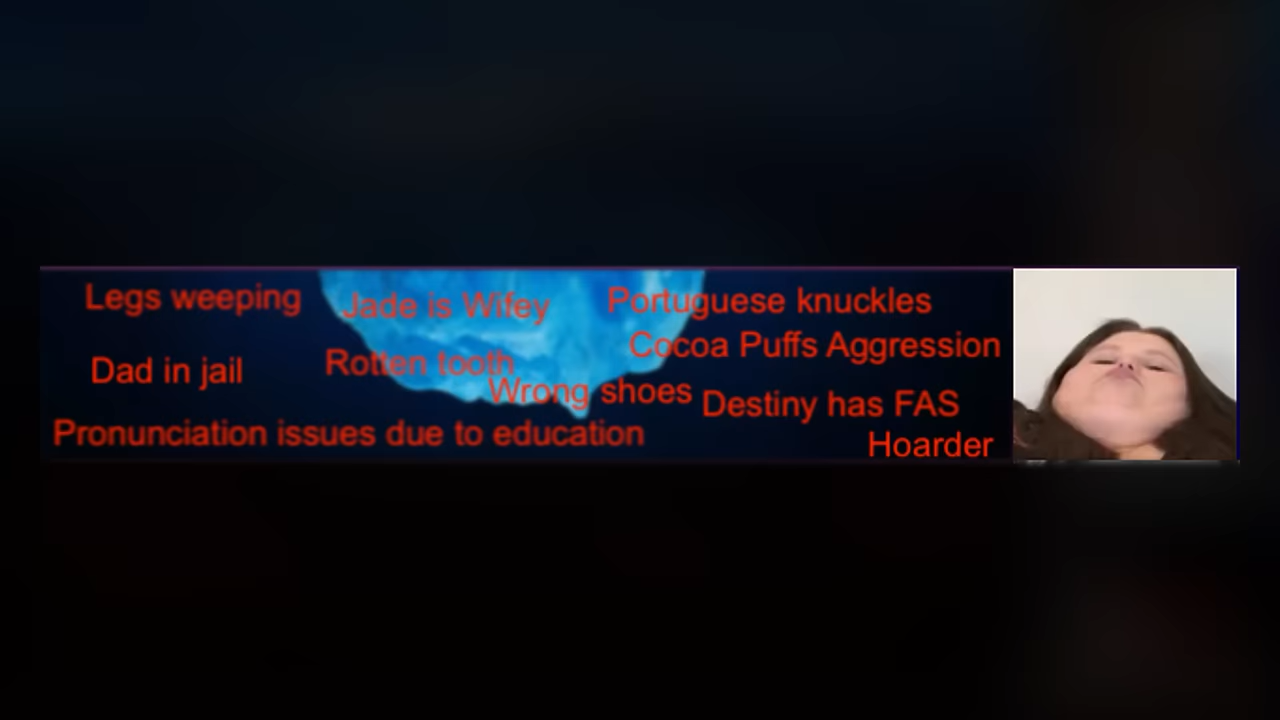 Legs weeping
Jade is Wifey
Portuguese knuckles
Cocoa Puffs Aggression
Dad in jail
Rotten tooth
Wrong shoes
Destiny has FAS
Pronunciation issues due to education
Hoarder